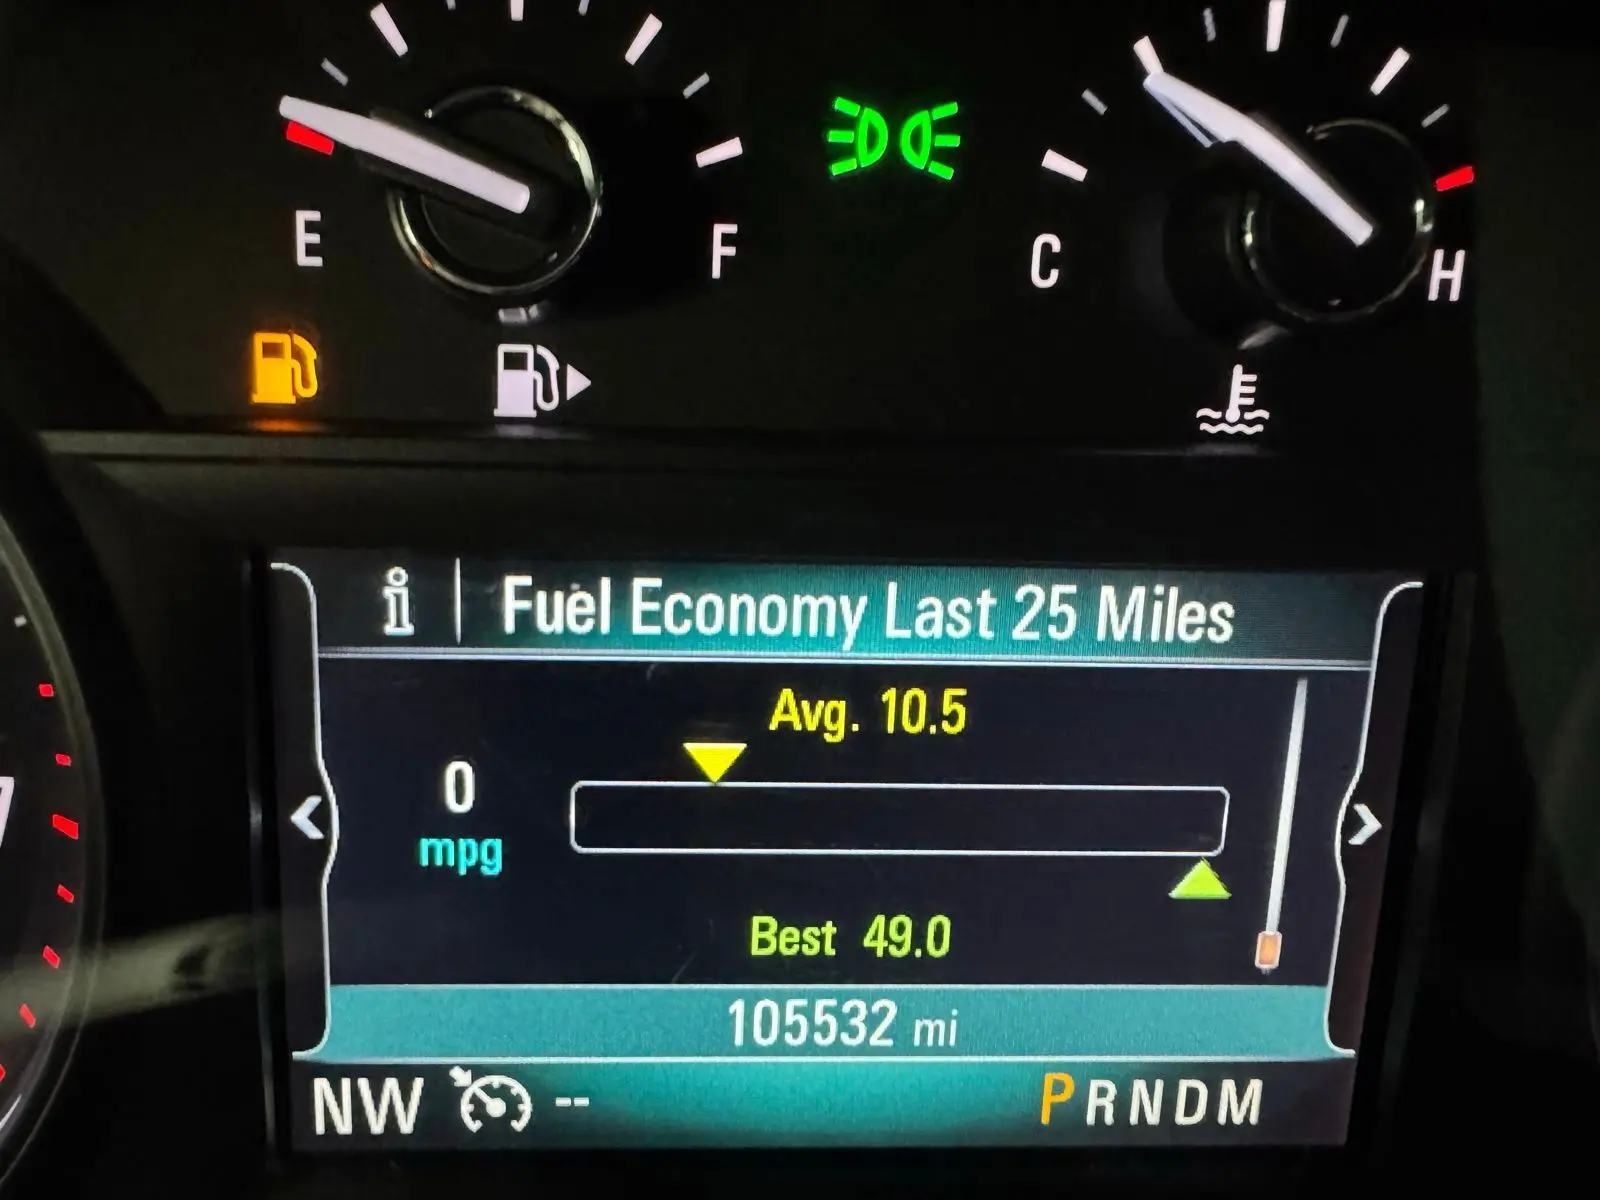 E F C H
i Fuel Economy Last 25 Miles
Avg. 10.5
0
mpg
Best 49.0
105532 mi
NW -- PRNDM